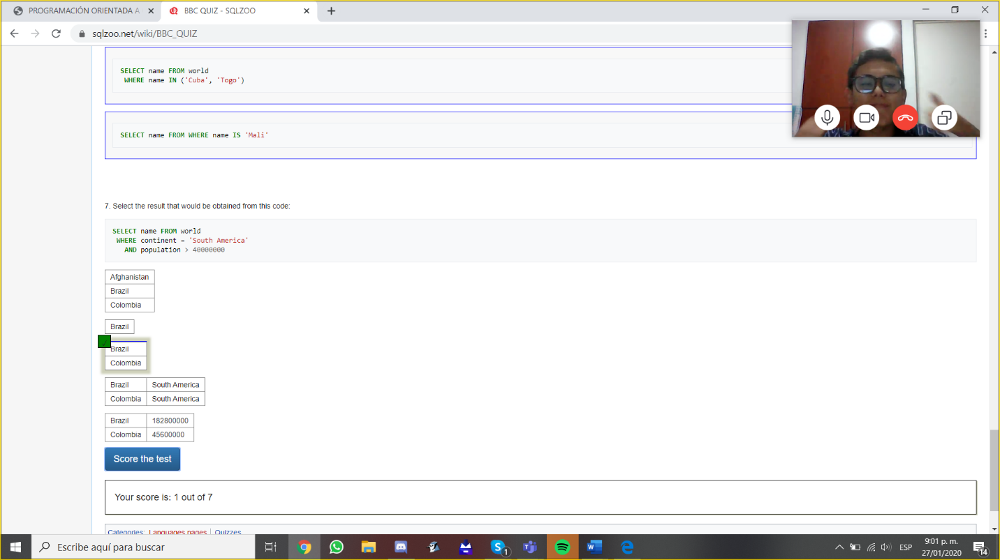 PROGRAMACIÓN ORIENTADA A
BBC QUIZ - SQLZOO
sqlzoo.net/wiki/BBC_QUIZ
SELECT name FROM world
WHERE name IN ('Cuba', 'Togo')
SELECT name FROM WHERE name IS 'Mali'
7. Select the result that would be obtained from this code:
SELECT name FROM world
WHERE continent = 'South America'
AND population > 40000000
Afghanistan
Brazil
Colombia
Brazil
Brazil
Colombia
Brazil South America
Colombia South America
Brazil 182800000
Colombia 45600000
Score the test
Your score is: 1 out of 7
Categories: Languages pages | Quizzes
Escribe aquí para buscar
1
ESP
9:01 p. m.
27/01/2020
14